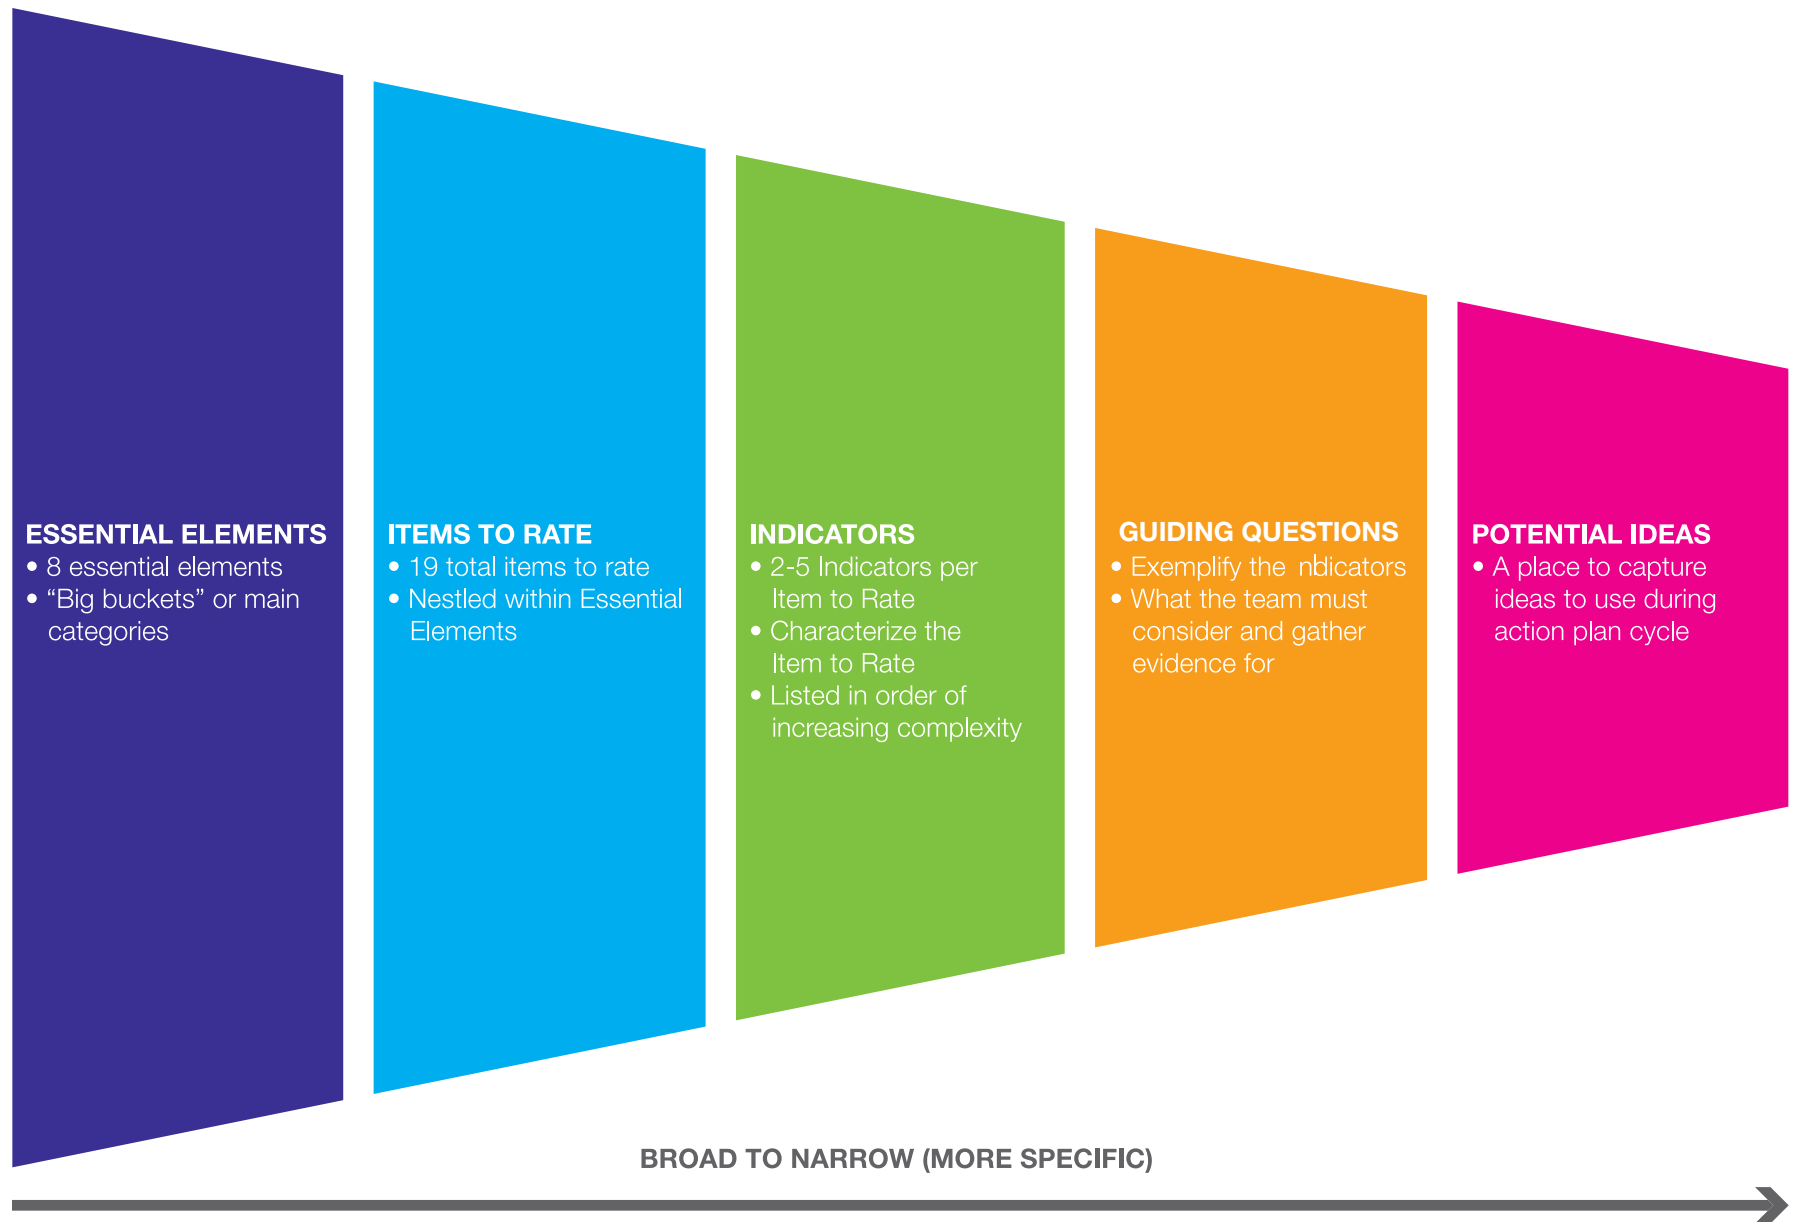 ESSENTIAL ELEMENTS
• 8 essential elements
• “Big buckets” or main
categories
ITEMS TO RATE
• 19 total items to rate
• Nestled within Essential
Elements
INDICATORS
• 2-5 Indicators per
Item to Rate
• Characterize the
Item to Rate
• Listed in order of
increasing complexity
GUIDING QUESTIONS
• Exemplify the nbicators
• What the team must
consider and gather
evidence for
POTENTIAL IDEAS
• A place to capture
ideas to use during
action plan cycle
BROAD TO NARROW (MORE SPECIFIC)